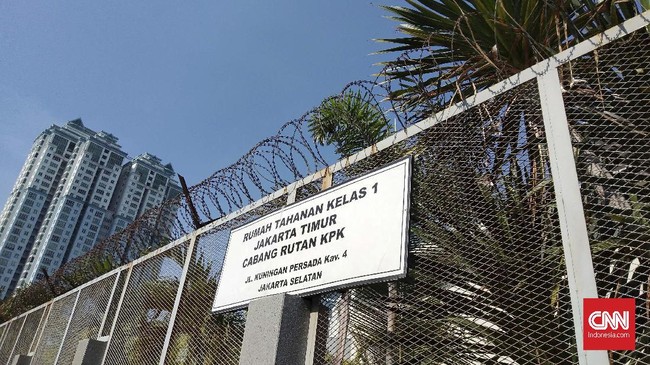 RUMAH TAHANAN KELAS 1
JAKARTA TIMUR
CABANG RUTAN KPK
JL. KUNINGAN PERSADA Kav. 4
JAKARTA SELATAN
CNN
Indonesia.com